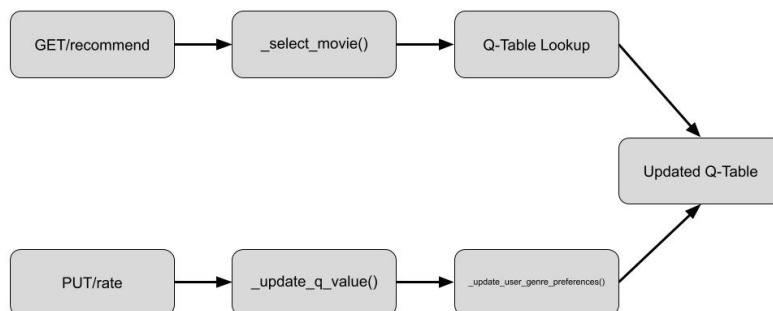 GET/recommend
_select_movie()
Q-Table Lookup
Updated Q-Table
PUT/rate
_update_q_value()
_update_user_genre_preferences()